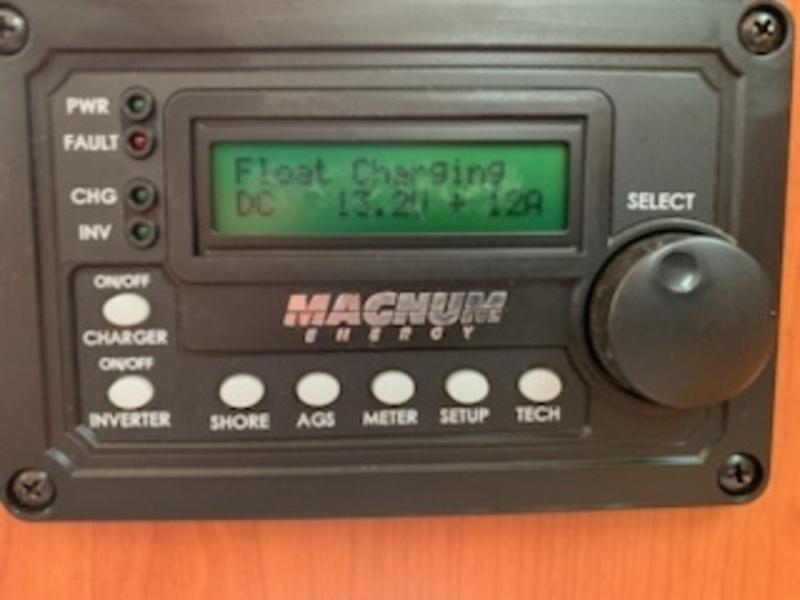 PWR
FAULT
CHG
INV
Float Charging
DC 13.2V + 12A
SELECT
ON/OFF
CHARGER
MAGNUM
ENERGY
ON/OFF
INVERTER
SHORE
AGS
METER
SETUP
TECH